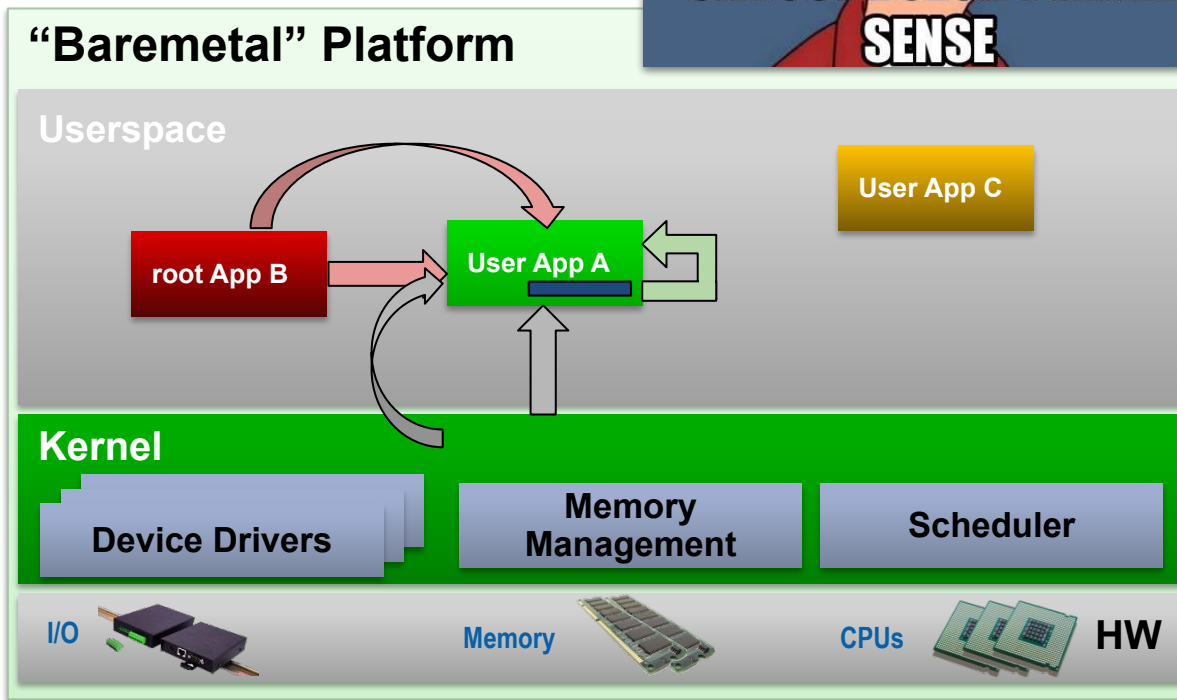 SENSE
“Baremetal” Platform
Userspace
User App C
root App B
User App A
Kernel
Device Drivers
Memory
Management
Scheduler
I/O
Memory
CPUs
HW